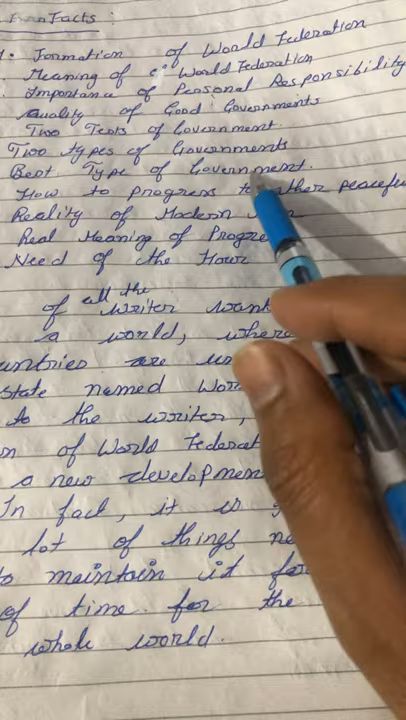 Facts :
1. Formation of World Federation
Meaning of World Federation
Importance of Personal Responsibility
Quality of Good Governments
Two Tests of Government
Two types of Governments
Best Type of Government.
How to progress peaceful
Reality of Modern
Real Meaning of Progre
Need of the Hour
of all the writer want
a world, where
untries are un
state named Wor
to the writer,
n of World Federat
a new developmen
In fact, it is
lot of things ne
to maintain it for
of time for the
whole world.